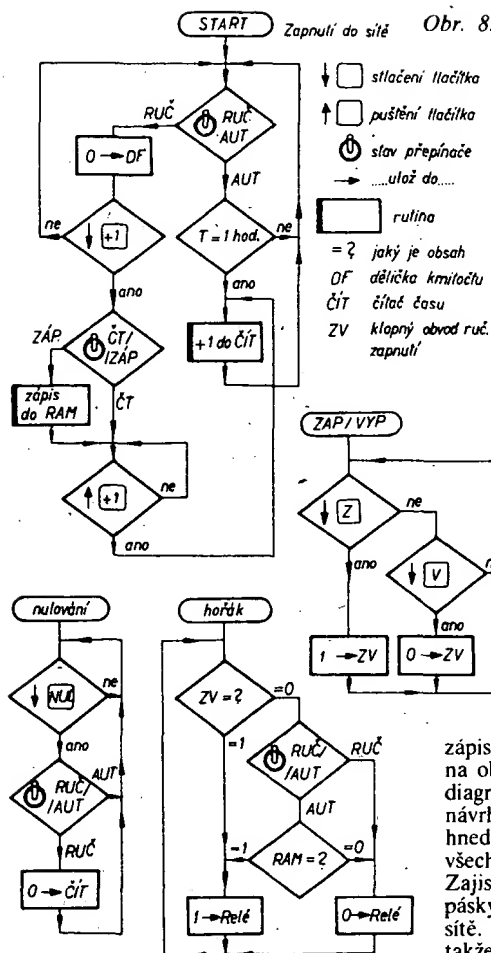 START
Zapnutí do sítě
Obr. 8.
RUČ
RUČ
AUT
0 → DF
AUT
ne
↓ +1
T = 1 hod.
ne
ano
ano
ZÁP.
ČT/
/ZÁP
+1 do ČÍT
zápis
do RAM
ČT
↑ +1
ne
ano
↓ stlačení tlačítka
↑ puštění tlačítka
stav přepínače
→ .....ulož do.....
rutina
= ? jaký je obsah
DF dělička kmitočtu
ČÍT čítač času
ZV klopný obvod ruč.
zapnutí
ZAP / VYP
↓ Z
ne
ano
↓ V
n
ano
1 → ZV
0 → ZV
nulování
↓ NUL
ne
ano
RUČ/
/AUT
AUT
RUČ
0 → ČÍT
hořák
ZV = ?
=0
=1
RUČ/
/AUT
RUČ
AUT
=1
RAM = ?
=0
1 → Relé
0 → Relé
zápis
na ob
diagr
návrh
hned
všech
Zajis
pásky
sítě.
takže